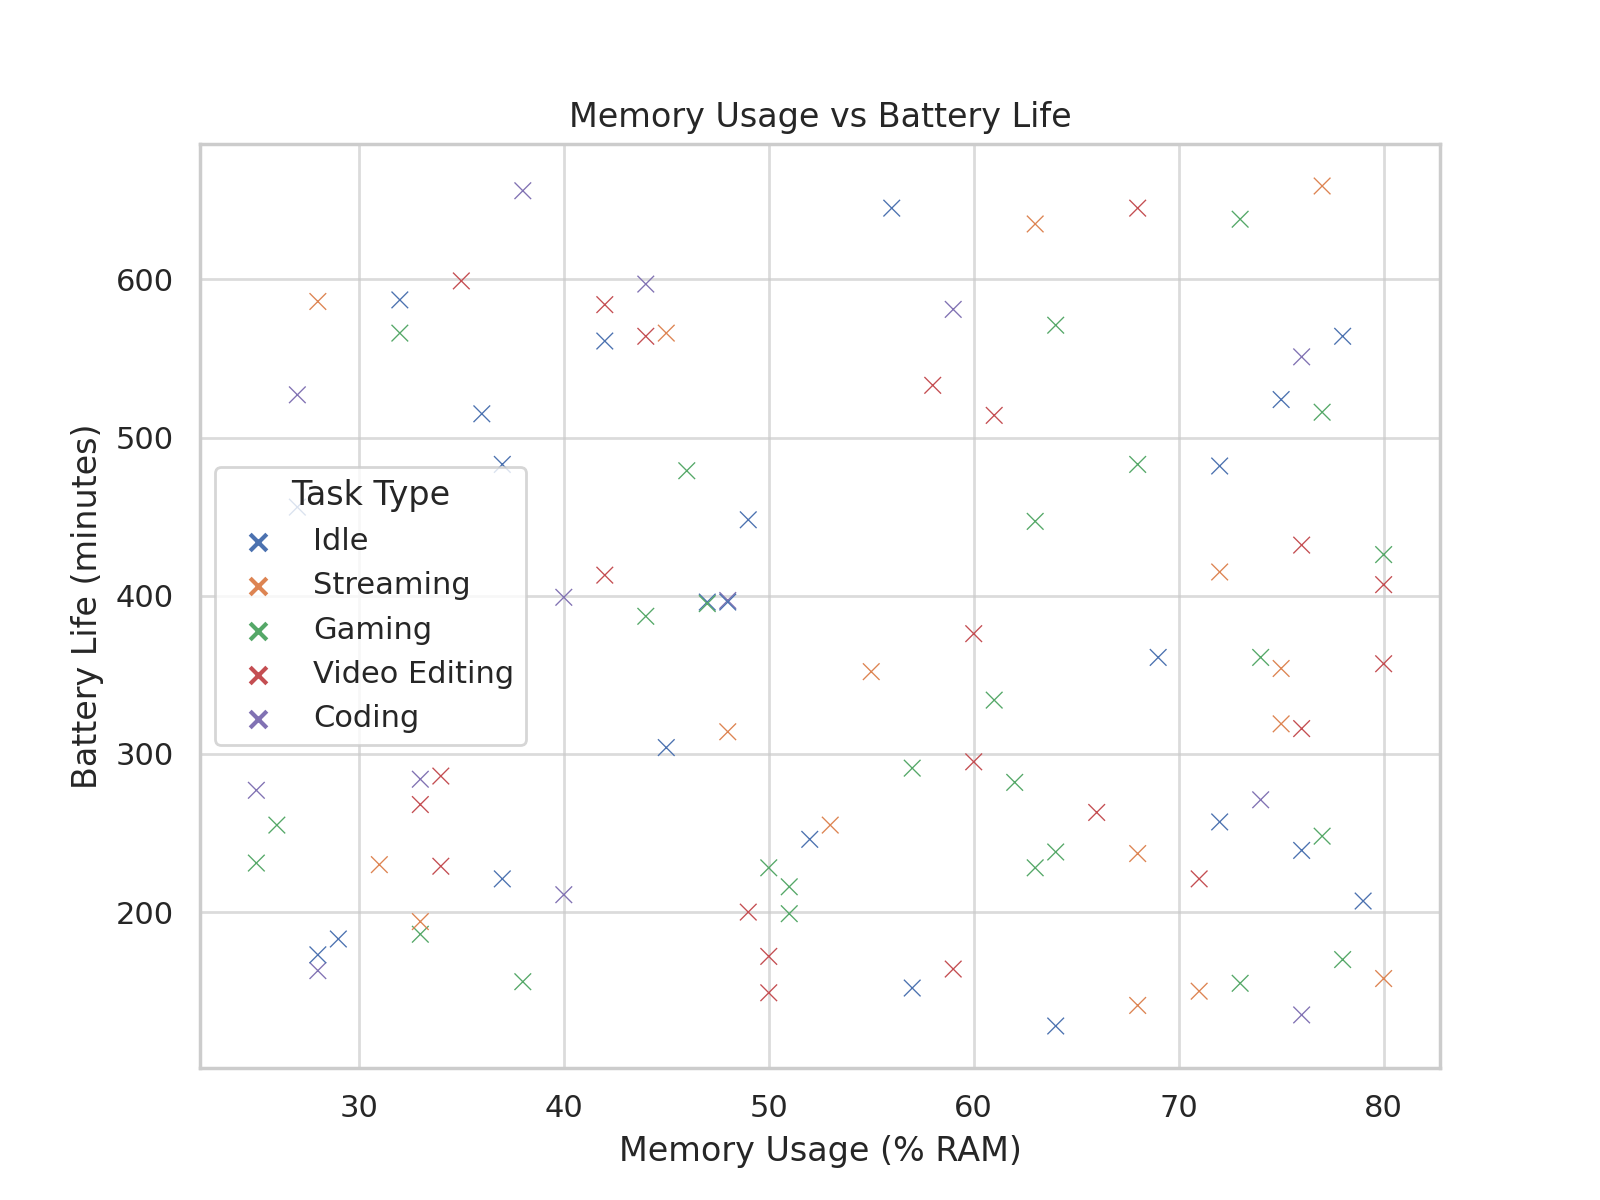 Memory Usage vs Battery Life
600
500
400
300
200
Battery Life (minutes)
Task Type
Idle
Streaming
Gaming
Video Editing
Coding
30 40 50 60 70 80
Memory Usage (% RAM)